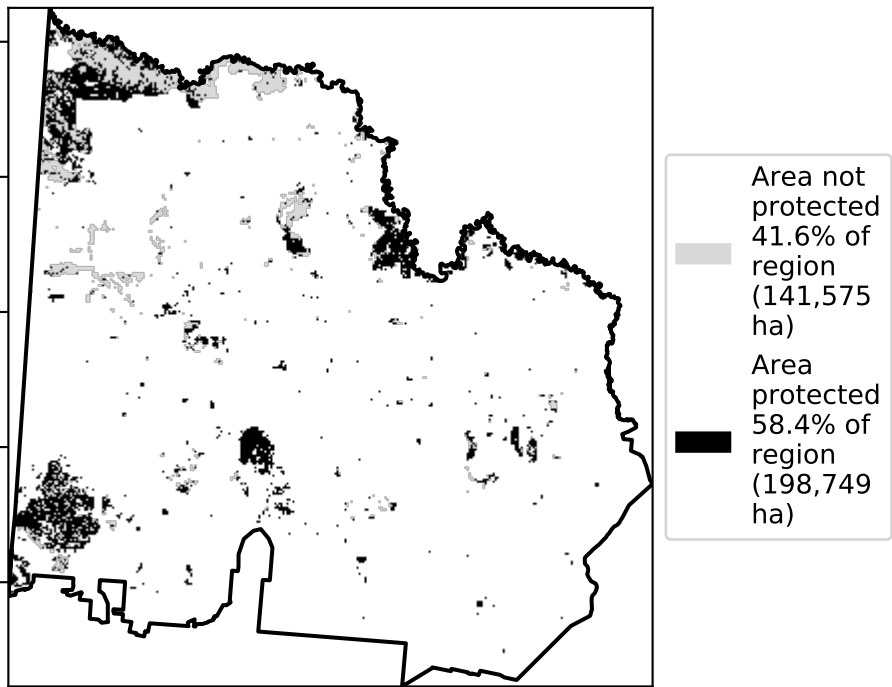 Area not
protected
41.6% of
region
(141,575
ha)
Area
protected
58.4% of
region
(198,749
ha)